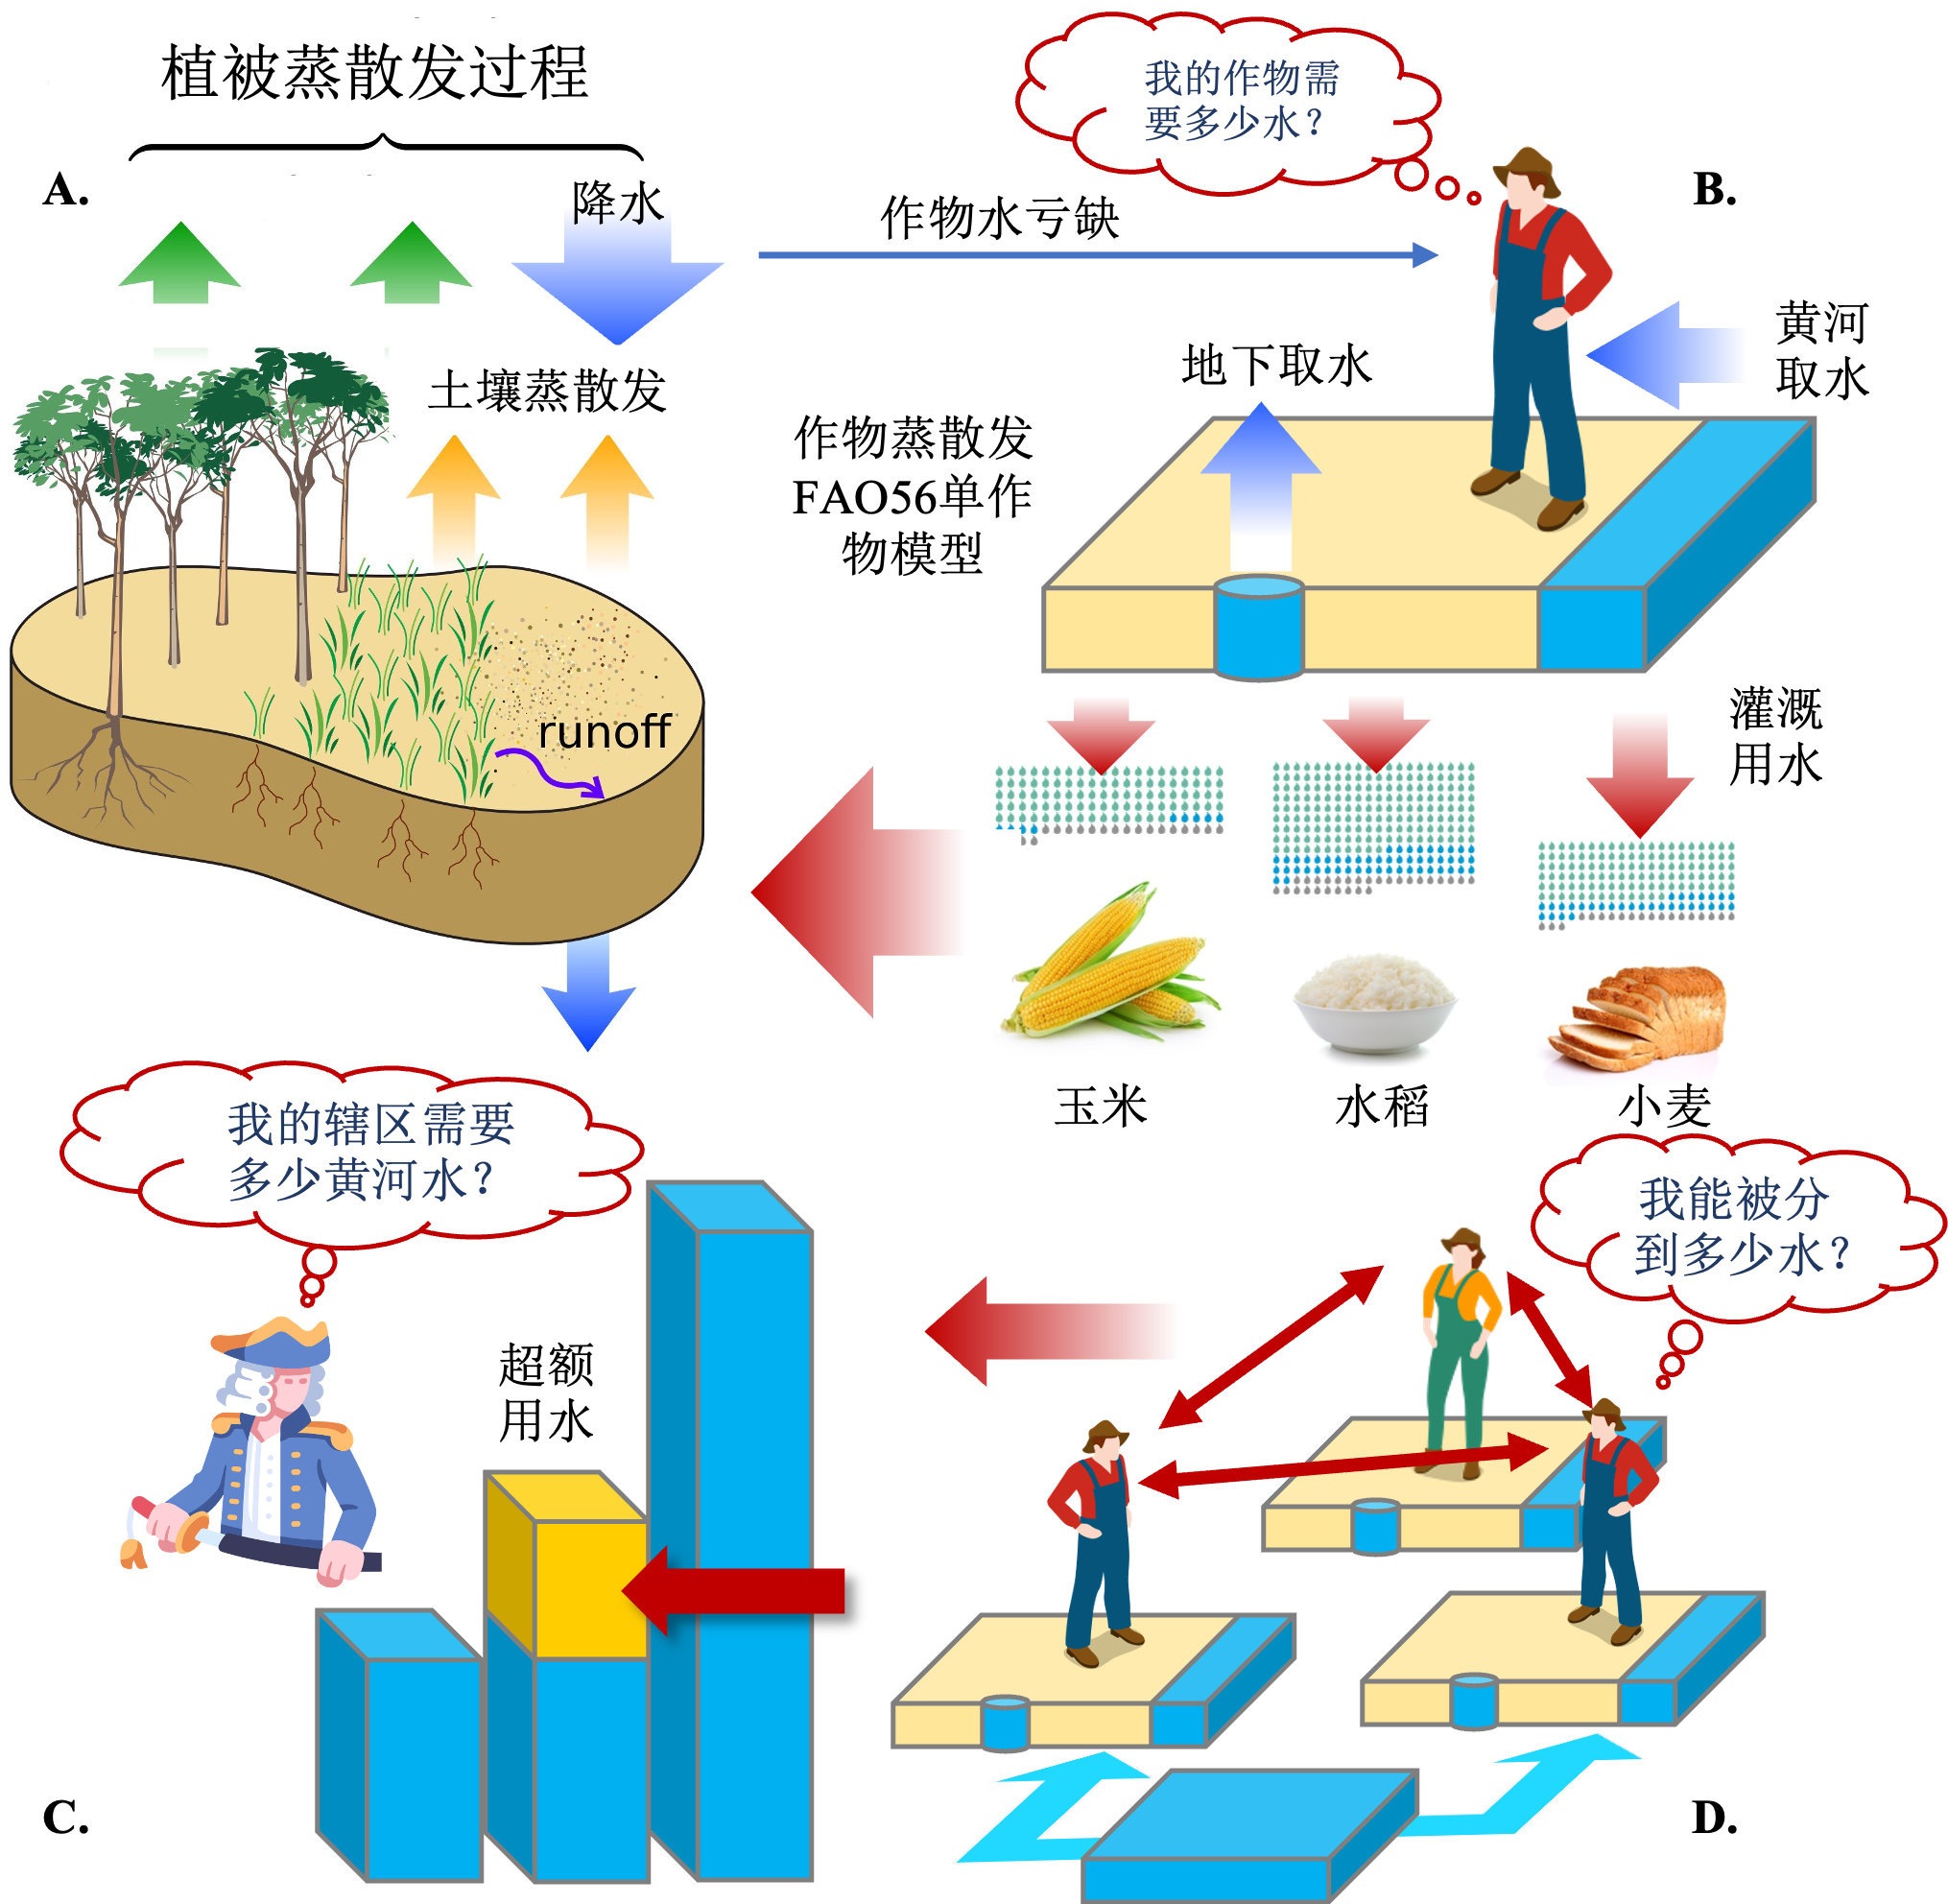 植被蒸散发过程
A.
降水
土壤蒸散发
runoff
作物水亏缺
我的作物需
要多少水？
B.
黄河
取水
地下取水
作物蒸散发
FAO56单作
物模型
灌溉
用水
玉米
水稻
小麦
我的辖区需要
多少黄河水？
超额
用水
C.
我能被分
到多少水？
D.